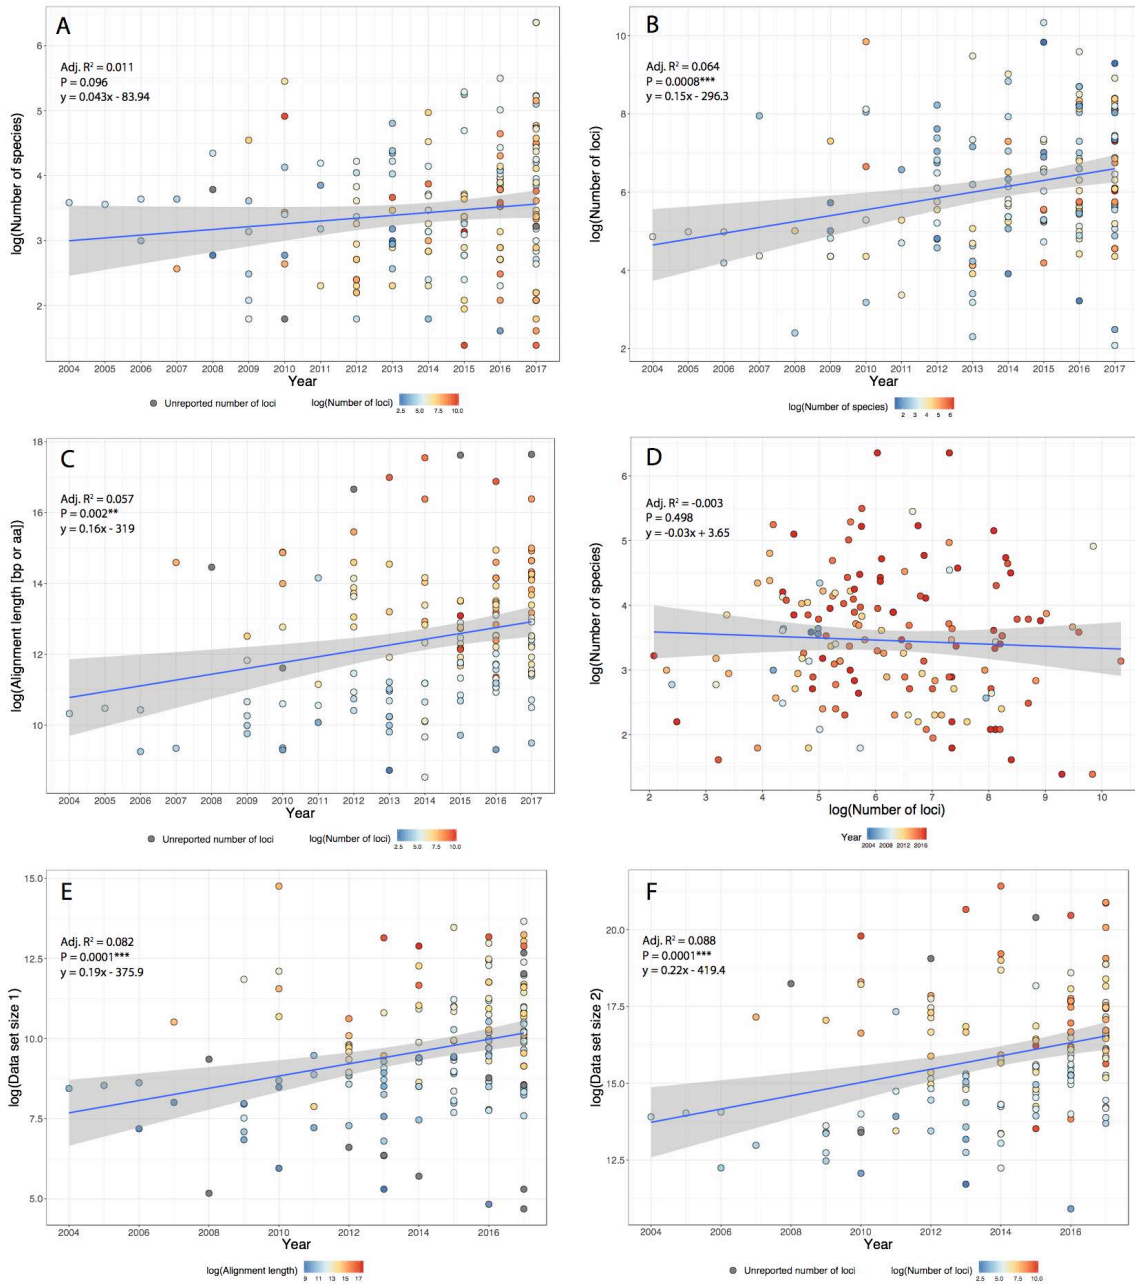 A
Adj. R² = 0.011
P = 0.096
y = 0.043x - 83.94
log(Number of species)
6
5
4
3
2
2004 2005 2006 2007 2008 2009 2010 2011 2012 2013 2014 2015 2016 2017
Year
Unreported number of loci
log(Number of loci)
2.5 5.0 7.5 10.0
B
Adj. R² = 0.064
P = 0.0008***
y = 0.15x - 296.3
log(Number of loci)
10
8
6
4
2
2004 2005 2006 2007 2008 2009 2010 2011 2012 2013 2014 2015 2016 2017
Year
log(Number of species)
2 3 4 5 6
C
Adj. R² = 0.057
P = 0.002**
y = 0.16x - 319
log(Alignment length [bp or aa])
18
16
14
12
10
2004 2005 2006 2007 2008 2009 2010 2011 2012 2013 2014 2015 2016 2017
Year
Unreported number of loci
log(Number of loci)
2.5 5.0 7.5 10.0
D
Adj. R² = -0.003
P = 0.498
y = -0.03x + 3.65
log(Number of species)
6
5
4
3
2
2 3 4 5 6 7 8 9 10
log(Number of loci)
Year
2004 2008 2012 2016
E
Adj. R² = 0.082
P = 0.0001***
y = 0.19x - 375.9
log(Data set size 1)
15.0
12.5
10.0
7.5
5.0
2004 2006 2008 2010 2012 2014 2016
Year
log(Alignment length)
9 11 13 15 17
F
Adj. R² = 0.088
P = 0.0001***
y = 0.22x - 419.4
log(Data set size 2)
20.0
17.5
15.0
12.5
2004 2006 2008 2010 2012 2014 2016
Year
Unreported number of loci
log(Number of loci)
2.5 5.0 7.5 10.0